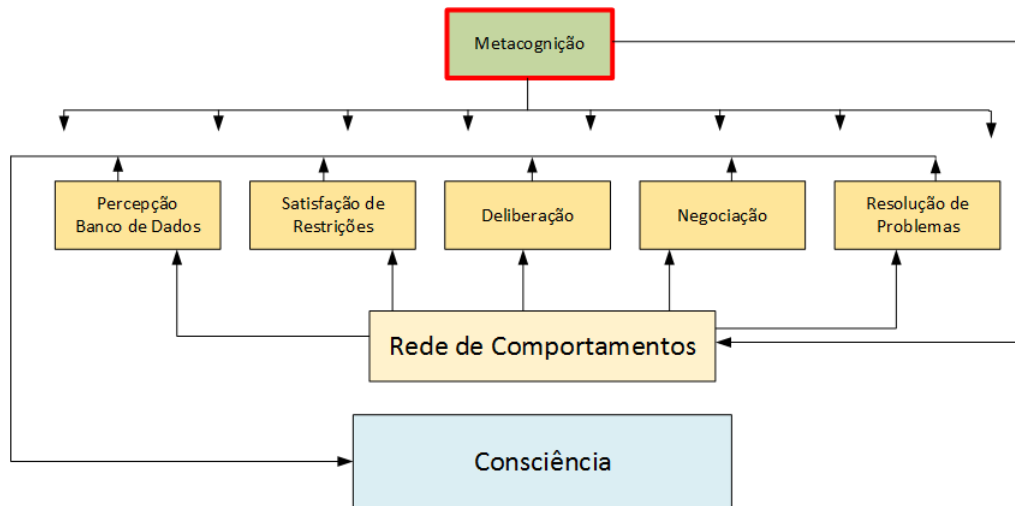 Metacognição
Percepção
Banco de Dados
Satisfação de
Restrições
Deliberação
Negociação
Resolução de
Problemas
Rede de Comportamentos
Consciência